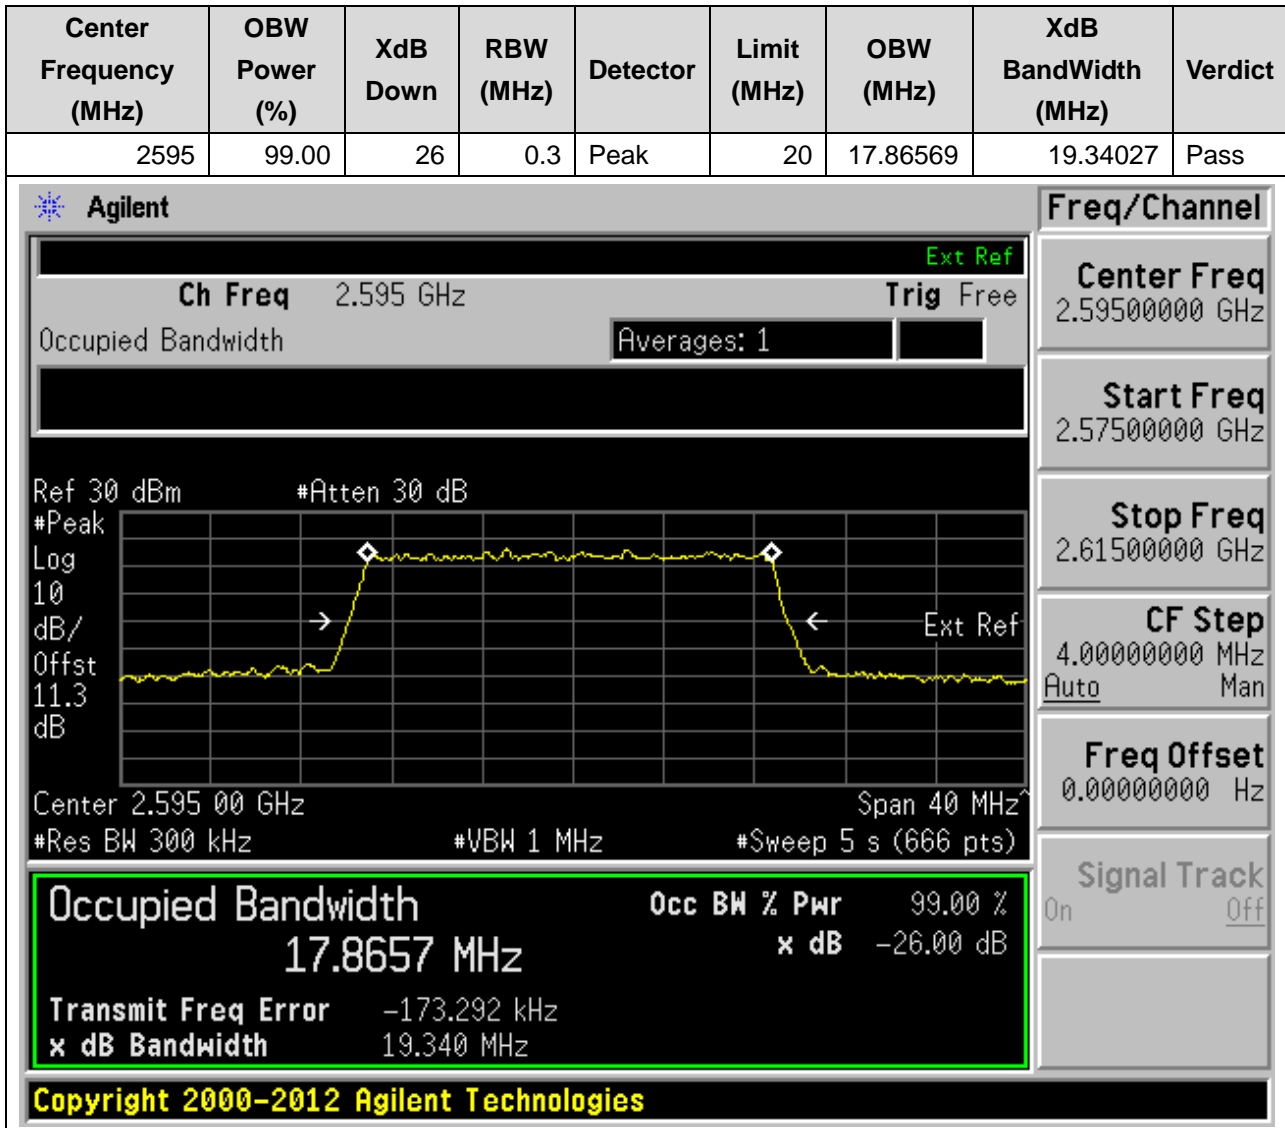 Center Frequency (MHz) OBW Power (%) XdB Down RBW (MHz) Detector Limit (MHz) OBW (MHz) XdB BandWidth (MHz) Verdict
2595 99.00 26 0.3 Peak 20 17.86569 19.34027 Pass
Agilent
Freq/Channel
Ext Ref
Ch Freq 2.595 GHz Trig Free
Occupied Bandwidth Averages: 1
Center Freq
2.59500000 GHz
Start Freq
2.57500000 GHz
Stop Freq
2.61500000 GHz
CF Step
4.00000000 MHz
Auto Man
Freq Offset
0.00000000 Hz
Signal Track
On Off
Ref 30 dBm #Atten 30 dB
#Peak
Log
10
dB/
Offst
11.3
dB
Ext Ref
Center 2.595 00 GHz Span 40 MHz^
#Res BW 300 kHz #VBW 1 MHz #Sweep 5 s (666 pts)
Occupied Bandwidth Occ BW % Pwr 99.00 %
17.8657 MHz x dB -26.00 dB
Transmit Freq Error -173.292 kHz
x dB Bandwidth 19.340 MHz
Copyright 2000-2012 Agilent Technologies